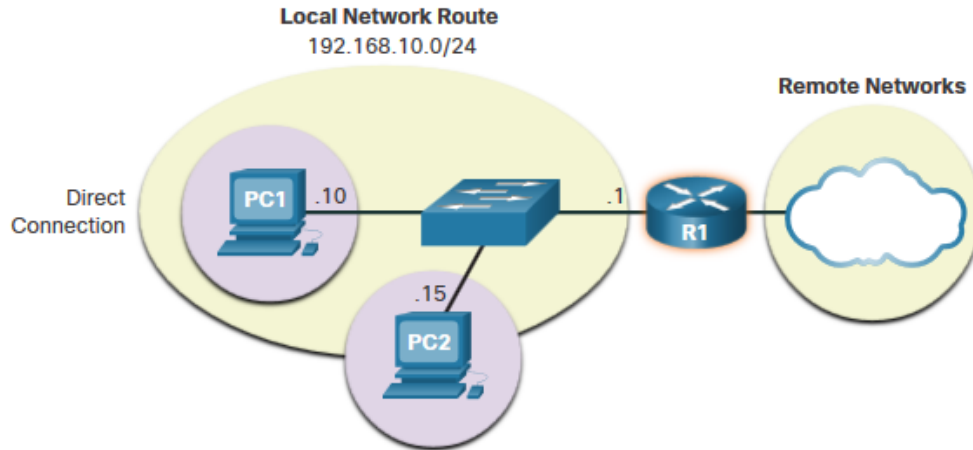 Local Network Route
192.168.10.0/24
Remote Networks
Direct
Connection
PC1
.10
.1
R1
.15
PC2